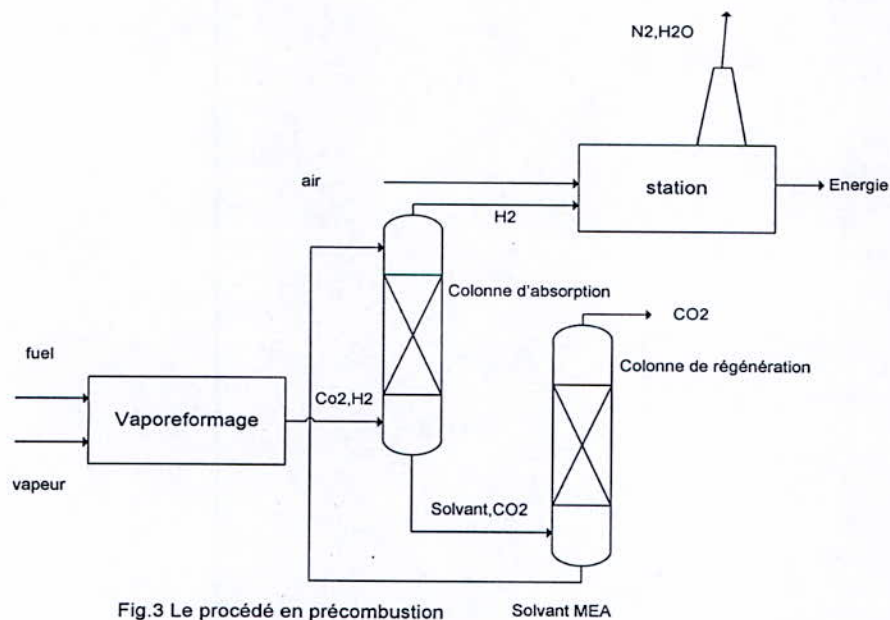 N2,H2O
air
station
Energie
H2
Colonne d'absorption
CO2
fuel
Colonne de régénération
Co2,H2
Vaporeformage
vapeur
Solvant,CO2
Fig.3 Le procédé en précombustion
Solvant MEA